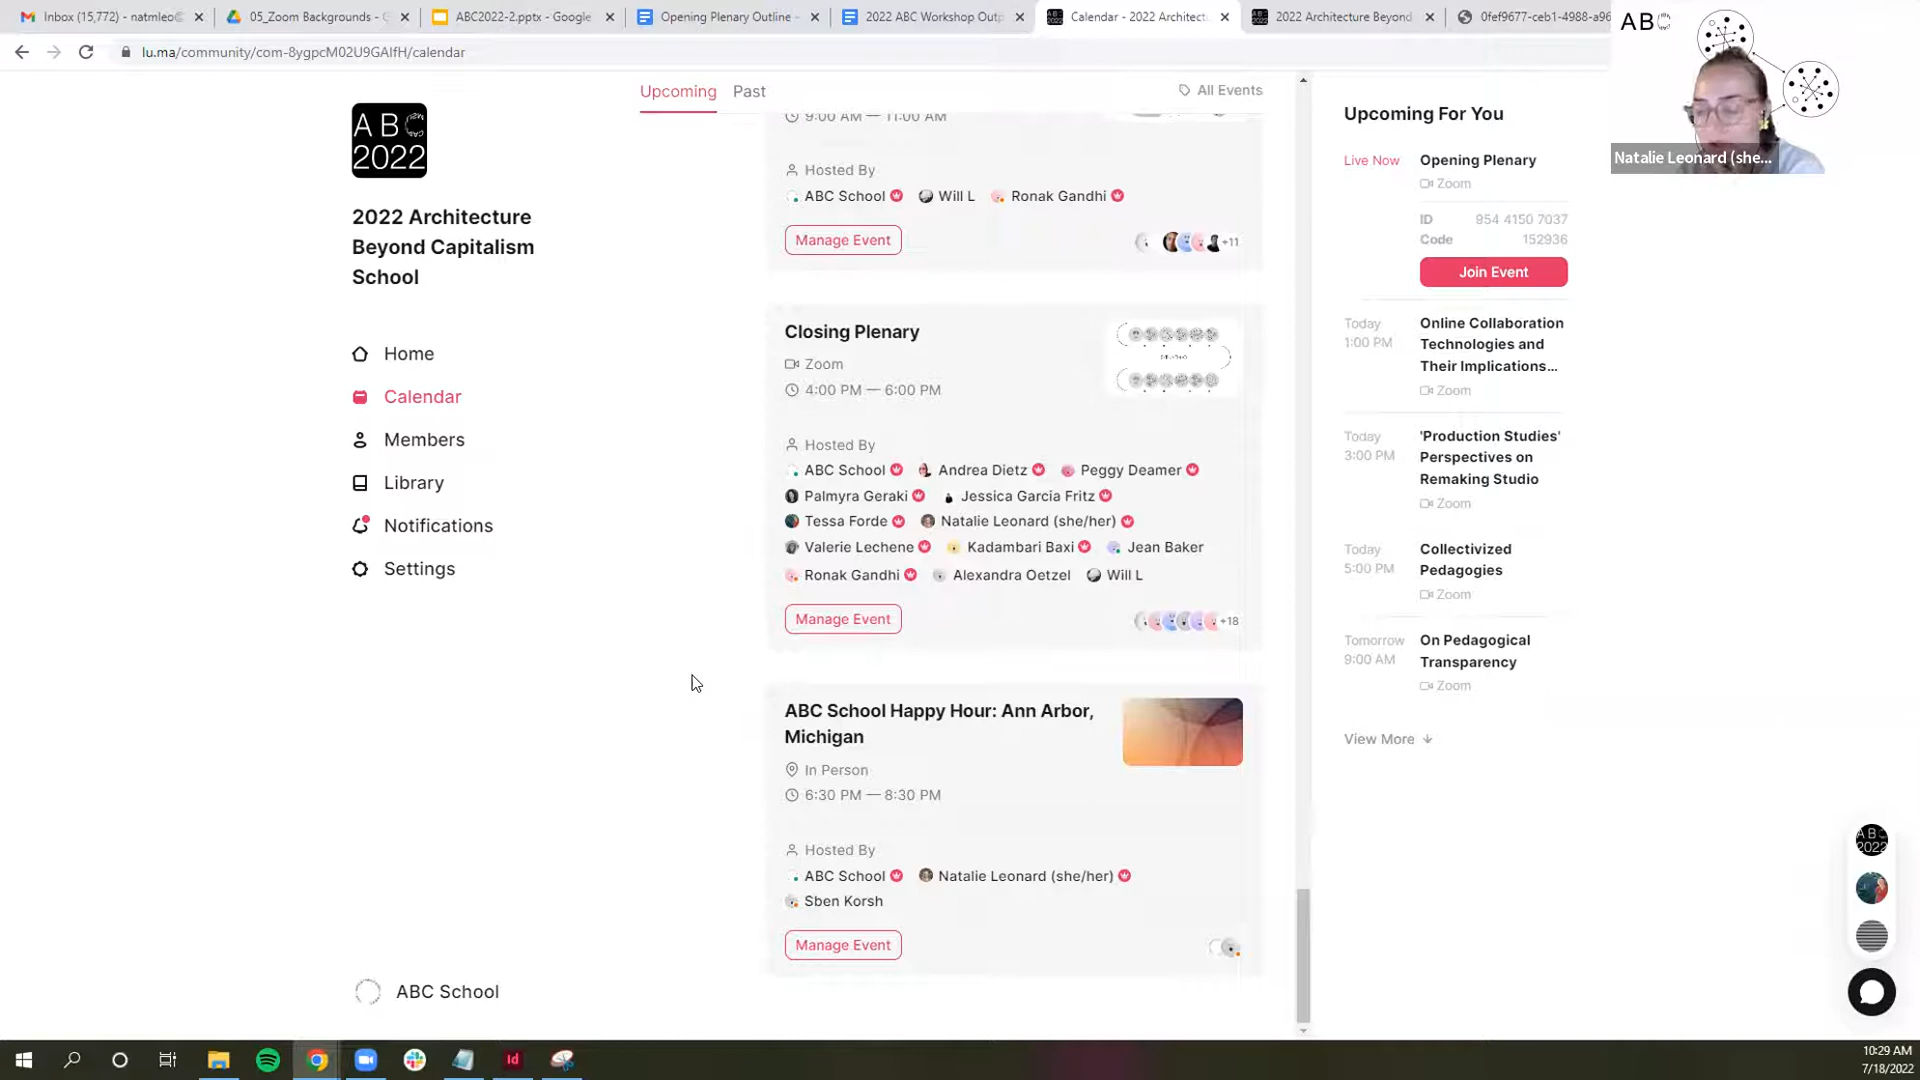 Inbox (15,772) - natmleo@
05_Zoom Backgrounds - G
ABC2022-2.pptx - Google
Opening Plenary Outline -
2022 ABC Workshop Outp
Calendar - 2022 Architect
2022 Architecture Beyond
0fef9677-ceb1-4988-a96
lu.ma/community/com-8ygpcM02U9GAlfH/calendar
ABC
Natalie Leonard (she...
ABC
2022
2022 Architecture
Beyond Capitalism
School
Home
Calendar
Members
Library
Notifications
Settings
ABC School
Upcoming
Past
All Events
9:00 AM — 11:00 AM
Hosted By
ABC School
Will L
Ronak Gandhi
Manage Event
+11
Closing Plenary
Zoom
4:00 PM — 6:00 PM
Hosted By
ABC School
Andrea Dietz
Peggy Deamer
Palmyra Geraki
Jessica Garcia Fritz
Tessa Forde
Natalie Leonard (she/her)
Valerie Lechene
Kadambari Baxi
Jean Baker
Ronak Gandhi
Alexandra Oetzel
Will L
Manage Event
+18
ABC School Happy Hour: Ann Arbor,
Michigan
In Person
6:30 PM — 8:30 PM
Hosted By
ABC School
Natalie Leonard (she/her)
Sben Korsh
Manage Event
Upcoming For You
Live Now
Opening Plenary
Zoom
ID 954 4150 7037
Code 152936
Join Event
Today
1:00 PM
Online Collaboration
Technologies and
Their Implications...
Zoom
Today
3:00 PM
'Production Studies'
Perspectives on
Remaking Studio
Zoom
Today
5:00 PM
Collectivized
Pedagogies
Zoom
Tomorrow
9:00 AM
On Pedagogical
Transparency
Zoom
View More
ABC
2022
Id
10:29 AM
7/18/2022